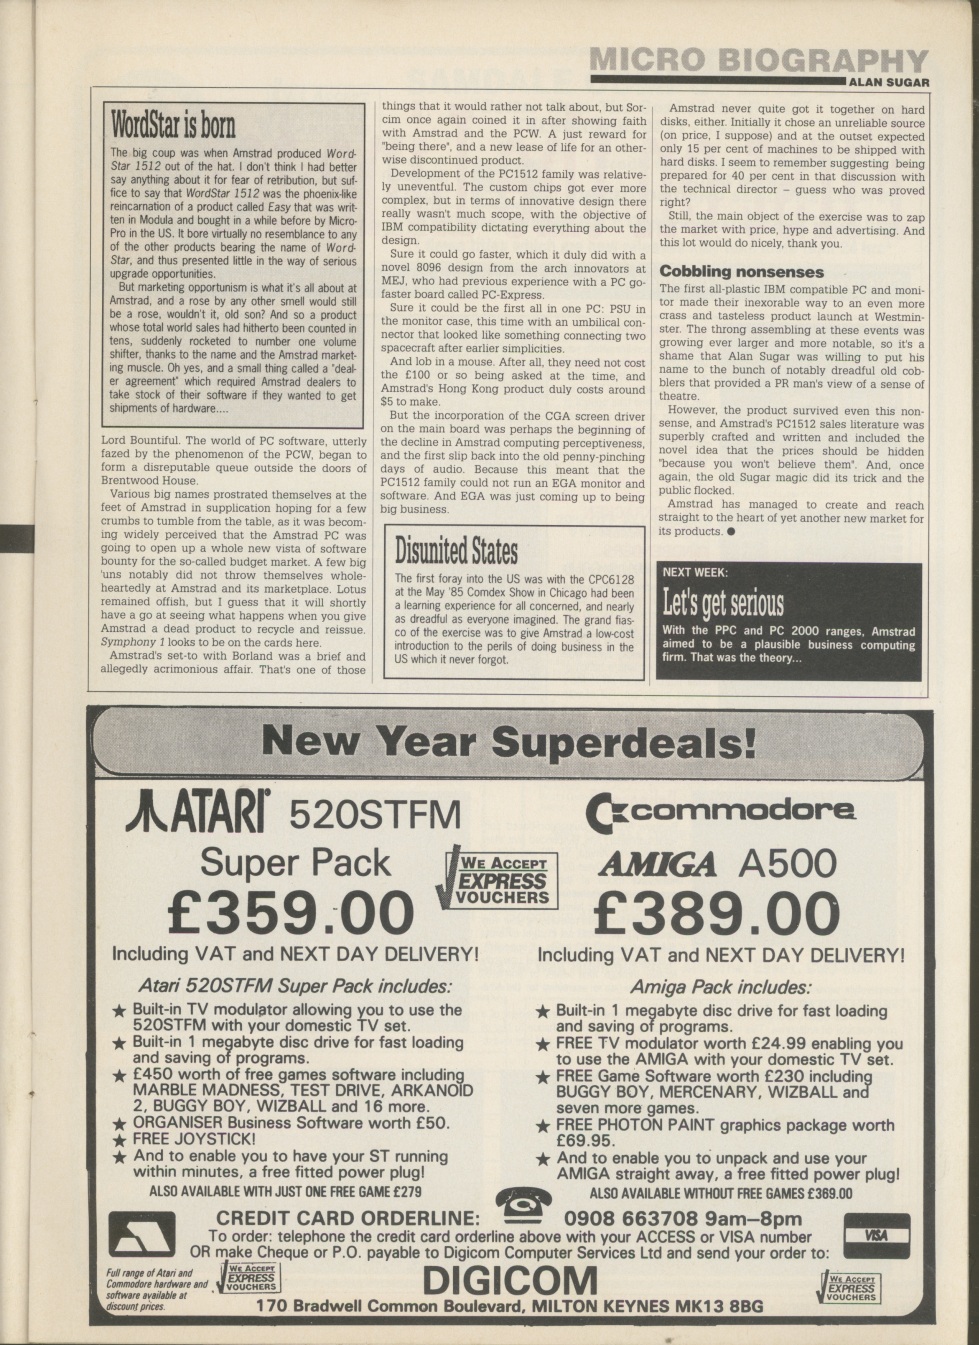 MICRO BIOGRAPHY
ALAN SUGAR
WordStar is born
The big coup was when Amstrad produced Word-
Star 1512 out of the hat. I don't think I had better
say anything about it for fear of retribution, but suf-
fice to say that WordStar 1512 was the phoenix-like
reincarnation of a product called Easy that was writ-
ten in Modula and bought in a while before by Micro-
Pro in the US. It bore virtually no resemblance to any
of the other products bearing the name of Word-
Star, and thus presented little in the way of serious
upgrade opportunities.
But marketing opportunism is what it's all about at
Amstrad, and a rose by any other smell would still
be a rose, wouldn't it, old son? And so a product
whose total world sales had hitherto been counted in
tens, suddenly rocketed to number one volume
shifter, thanks to the name and the Amstrad market-
ing muscle. Oh yes, and a small thing called a "deal-
er agreement" which required Amstrad dealers to
take stock of their software if they wanted to get
shipments of hardware....
Lord Bountiful. The world of PC software, utterly
fazed by the phenomenon of the PCW, began to
form a disreputable queue outside the doors of
Brentwood House.
Various big names prostrated themselves at the
feet of Amstrad in supplication hoping for a few
crumbs to tumble from the table, as it was becom-
ing widely perceived that the Amstrad PC was
going to open up a whole new vista of software
bounty for the so-called budget market. A few big
'uns notably did not throw themselves whole-
heartedly at Amstrad and its marketplace. Lotus
remained offish, but I guess that it will shortly
have a go at seeing what happens when you give
Amstrad a dead product to recycle and reissue.
Symphony 1 looks to be on the cards here.
Amstrad's set-to with Borland was a brief and
allegedly acrimonious affair. That's one of those
things that it would rather not talk about, but Sor-
cim once again coined it in after showing faith
with Amstrad and the PCW. A just reward for
"being there", and a new lease of life for an other-
wise discontinued product.
Development of the PC1512 family was relative-
ly uneventful. The custom chips got ever more
complex, but in terms of innovative design there
really wasn't much scope, with the objective of
IBM compatibility dictating everything about the
design.
Sure it could go faster, which it duly did with a
novel 8096 design from the arch innovators at
MEJ, who had previous experience with a PC go-
faster board called PC-Express.
Sure it could be the first all in one PC: PSU in
the monitor case, this time with an umbilical con-
nector that looked like something connecting two
spacecraft after earlier simplicities.
And lob in a mouse. After all, they need not cost
the £100 or so being asked at the time, and
Amstrad's Hong Kong product duly costs around
$5 to make.
But the incorporation of the CGA screen driver
on the main board was perhaps the beginning of
the decline in Amstrad computing perceptiveness,
and the first slip back into the old penny-pinching
days of audio. Because this meant that the
PC1512 family could not run an EGA monitor and
software. And EGA was just coming up to being
big business.
Disunited States
The first foray into the US was with the CPC6128
at the May '85 Comdex Show in Chicago had been
a learning experience for all concerned, and nearly
as dreadful as everyone imagined. The grand fias-
co of the exercise was to give Amstrad a low-cost
introduction to the perils of doing business in the
US which it never forgot.
Amstrad never quite got it together on hard
disks, either. Initially it chose an unreliable source
(on price, I suppose) and at the outset expected
only 15 per cent of machines to be shipped with
hard disks. I seem to remember suggesting being
prepared for 40 per cent in that discussion with
the technical director – guess who was proved
right?
Still, the main object of the exercise was to zap
the market with price, hype and advertising. And
this lot would do nicely, thank you.
Cobbling nonsenses
The first all-plastic IBM compatible PC and moni-
tor made their inexorable way to an even more
crass and tasteless product launch at Westmin-
ster. The throng assembling at these events was
growing ever larger and more notable, so it's a
shame that Alan Sugar was willing to put his
name to the bunch of notably dreadful old cob-
blers that provided a PR man's view of a sense of
theatre.
However, the product survived even this non-
sense, and Amstrad's PC1512 sales literature was
superbly crafted and written and included the
novel idea that the prices should be hidden
"because you won't believe them". And, once
again, the old Sugar magic did its trick and the
public flocked.
Amstrad has managed to create and reach
straight to the heart of yet another new market for
its products. ●
NEXT WEEK:
Let's get serious
With the PPC and PC 2000 ranges, Amstrad
aimed to be a plausible business computing
firm. That was the theory...
New Year Superdeals!
ATARI 520STFM
Super Pack
£359.00
Including VAT and NEXT DAY DELIVERY!
Atari 520STFM Super Pack includes:
★ Built-in TV modulator allowing you to use the
520STFM with your domestic TV set.
★ Built-in 1 megabyte disc drive for fast loading
and saving of programs.
★ £450 worth of free games software including
MARBLE MADNESS, TEST DRIVE, ARKANOID
2, BUGGY BOY, WIZBALL and 16 more.
★ ORGANISER Business Software worth £50.
★ FREE JOYSTICK!
★ And to enable you to have your ST running
within minutes, a free fitted power plug!
ALSO AVAILABLE WITH JUST ONE FREE GAME £279
WE ACCEPT
EXPRESS
VOUCHERS
commodore
AMIGA A500
£389.00
Including VAT and NEXT DAY DELIVERY!
Amiga Pack includes:
★ Built-in 1 megabyte disc drive for fast loading
and saving of programs.
★ FREE TV modulator worth £24.99 enabling you
to use the AMIGA with your domestic TV set.
★ FREE Game Software worth £230 including
BUGGY BOY, MERCENARY, WIZBALL and
seven more games.
★ FREE PHOTON PAINT graphics package worth
£69.95.
★ And to enable you to unpack and use your
AMIGA straight away, a free fitted power plug!
ALSO AVAILABLE WITHOUT FREE GAMES £369.00
CREDIT CARD ORDERLINE: 0908 663708 9am–8pm
To order: telephone the credit card orderline above with your ACCESS or VISA number
OR make Cheque or P.O. payable to Digicom Computer Services Ltd and send your order to:
VISA
Full range of Atari and
Commodore hardware and
software available at
discount prices.
WE ACCEPT
EXPRESS
VOUCHERS
DIGICOM
170 Bradwell Common Boulevard, MILTON KEYNES MK13 8BG
WE ACCEPT
EXPRESS
VOUCHERS